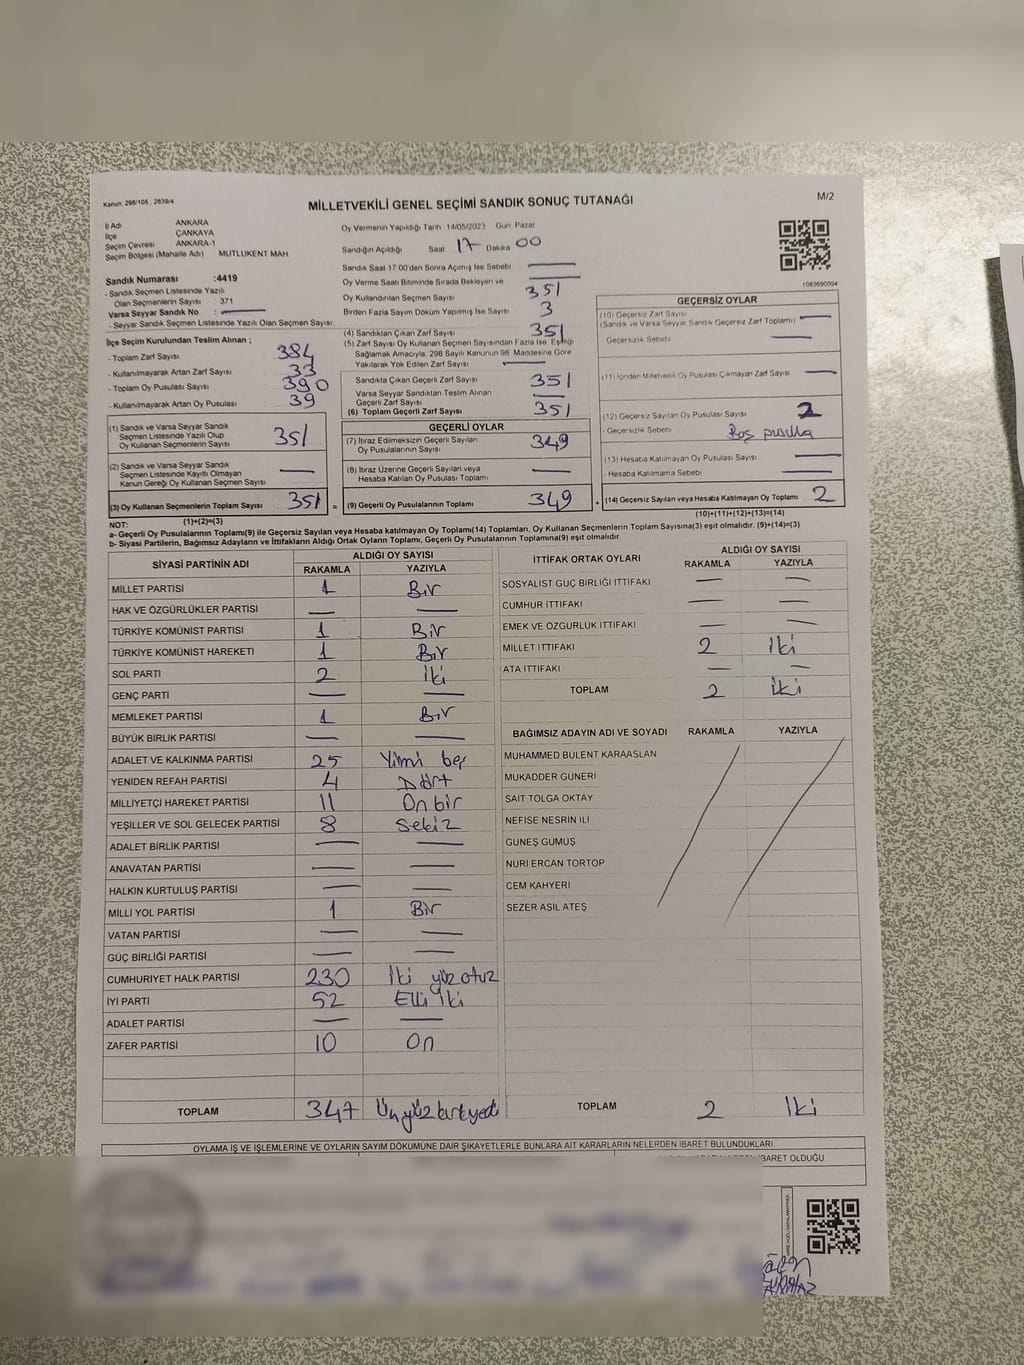 Kanun: 298/105 ; 2839/4
M/2
MİLLETVEKİLİ GENEL SEÇİMİ SANDIK SONUÇ TUTANAĞI
İl Adı ANKARA
İlçe ÇANKAYA
Seçim Çevresi ANKARA-1
Seçim Bölgesi (Mahalle Adı) MUTLUKENT MAH
Sandık Numarası :4419
- Sandık Seçmen Listesinde Yazılı
Olan Seçmenlerin Sayısı : 371
Varsa Seyyar Sandık No :
- Seyyar Sandık Seçmen Listesinde Yazılı Olan Seçmen Sayısı:
İlçe Seçim Kurulundan Teslim Alınan ;
- Toplam Zarf Sayısı 384
- Kullanılmayarak Artan Zarf Sayısı 33
- Toplam Oy Pusulası Sayısı 390
- Kullanılmayarak Artan Oy Pusulası 39
(1) Sandık ve Varsa Seyyar Sandık
Seçmen Listesinde Yazılı Olup
Oy Kullanan Seçmenlerin Sayısı 351
(2) Sandık ve Varsa Seyyar Sandık
Seçmen Listesinde Kayıtlı Olmayan
Kanun Gereği Oy Kullanan Seçmen Sayısı —
(3) Oy Kullanan Seçmenlerin Toplam Sayısı 351 =
(1)+(2)=(3)
Oy Vermenin Yapıldığı Tarih :14/05/2023 Gün: Pazar
Sandığın Açıldığı Saat 17 Dakika 00
Sandık Saat 17:00'den Sonra Açılmış İse Sebebi —
Oy Verme Saati Bitiminde Sırada Bekleyen ve —
Oy Kullandırılan Seçmen Sayısı 351
Birden Fazla Sayım Döküm Yapılmış İse Sayısı 3
(4) Sandıktan Çıkan Zarf Sayısı 351
(5) Zarf Sayısı Oy Kullanan Seçmen Sayısından Fazla İse, Eşitliği
Sağlamak Amacıyla, 298 Sayılı Kanunun 98. Maddesine Göre
Yakılarak Yok Edilen Zarf Sayısı —
Sandıkta Çıkan Geçerli Zarf Sayısı 351
Varsa Seyyar Sandıktan Teslim Alınan
Geçerli Zarf Sayısı —
(6) Toplam Geçerli Zarf Sayısı 351
GEÇERLİ OYLAR
(7) İtiraz Edilmeksizin Geçerli Sayılan
Oy Pusulalarının Sayısı 349
(8) İtiraz Üzerine Geçerli Sayılan veya
Hesaba Katılan Oy Pusulası Toplamı —
(9) Geçerli Oy Pusulalarının Toplamı 349 +
1083690094
GEÇERSİZ OYLAR
(10) Geçersiz Zarf Sayısı
(Sandık ve Varsa Seyyar Sandık Geçersiz Zarf Toplamı) —
- Geçersizlik Sebebi —
(11) İçinden Milletvekili Oy Pusulası Çıkmayan Zarf Sayısı —
(12) Geçersiz Sayılan Oy Pusulası Sayısı 2
- Geçersizlik Sebebi Boş pusula
(13) Hesaba Katılmayan Oy Pusulası Sayısı —
- Hesaba Katılmama Sebebi —
(14) Geçersiz Sayılan veya Hesaba Katılmayan Oy Toplamı 2
(10)+(11)+(12)+(13)=(14)
NOT:
a- Geçerli Oy Pusulalarının Toplamı(9) ile Geçersiz Sayılan veya Hesaba katılmayan Oy Toplamı(14) Toplamları, Oy Kullanan Seçmenlerin Toplam Sayısına(3) eşit olmalıdır. (9)+(14)=(3)
b- Siyasi Partilerin, Bağımsız Adayların ve İttifakların Aldığı Ortak Oyların Toplamı, Geçerli Oy Pusulalarının Toplamına(9) eşit olmalıdır.
SİYASİ PARTİNİN ADI ALDIĞI OY SAYISI
RAKAMLA YAZIYLA
MİLLET PARTİSİ 1 Bir
HAK VE ÖZGÜRLÜKLER PARTİSİ — —
TÜRKİYE KOMÜNİST PARTİSİ 1 Bir
TÜRKİYE KOMÜNİST HAREKETİ 1 Bir
SOL PARTİ 2 İki
GENÇ PARTİ — —
MEMLEKET PARTİSİ 1 Bir
BÜYÜK BİRLİK PARTİSİ — —
ADALET VE KALKINMA PARTİSİ 25 Yirmi beş
YENİDEN REFAH PARTİSİ 4 Dört
MİLLİYETÇİ HAREKET PARTİSİ 11 On bir
YEŞİLLER VE SOL GELECEK PARTİSİ 8 Sekiz
ADALET BİRLİK PARTİSİ — —
ANAVATAN PARTİSİ — —
HALKIN KURTULUŞ PARTİSİ — —
MİLLİ YOL PARTİSİ 1 Bir
VATAN PARTİSİ — —
GÜÇ BİRLİĞİ PARTİSİ — —
CUMHURİYET HALK PARTİSİ 230 İki yüz otuz
İYİ PARTİ 52 Elli iki
ADALET PARTİSİ — —
ZAFER PARTİSİ 10 On
TOPLAM 347 Üçyüzkırkyedi
İTTİFAK ORTAK OYLARI ALDIĞI OY SAYISI
RAKAMLA YAZIYLA
SOSYALİST GÜÇ BİRLİĞİ İTTİFAKI — —
CUMHUR İTTİFAKI — —
EMEK VE ÖZGÜRLÜK İTTİFAKI — —
MİLLET İTTİFAKI 2 İki
ATA İTTİFAKI — —
TOPLAM 2 İki
BAĞIMSIZ ADAYIN ADI VE SOYADI RAKAMLA YAZIYLA
MUHAMMED BÜLENT KARAASLAN
MUKADDER GÜNERİ
SAİT TOLGA OKTAY
NEFİSE NESRİN İLİ
GÜNEŞ GÜMÜŞ
NURİ ERCAN TORTOP
CEM KAHYERİ
SEZER ASİL ATEŞ
TOPLAM 2 İki
OYLAMA İŞ VE İŞLEMLERİNE VE OYLARIN SAYIM DÖKÜMÜNE DAİR ŞİKAYETLERLE BUNLARA AİT KARARLARIN NELERDEN İBARET BULUNDUKLARI
İBARET OLDUĞU